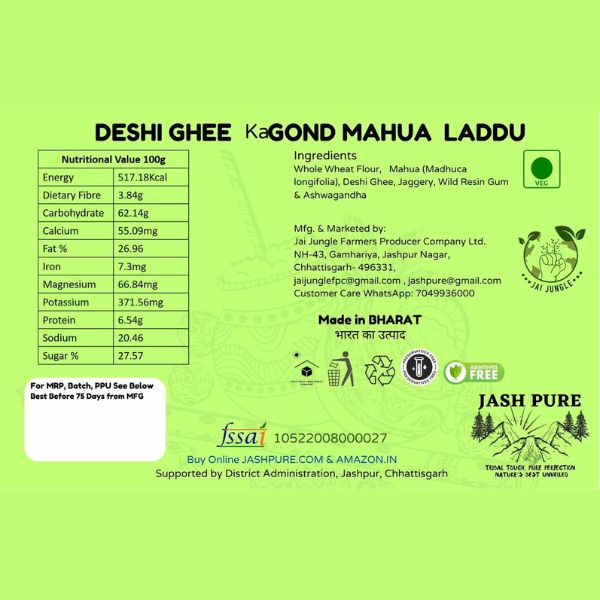 DESHI GHEE KaGOND MAHUA LADDU
Nutritional Value 100g
Energy 517.18Kcal
Dietary Fibre 3.84g
Carbohydrate 62.14g
Calcium 55.09mg
Fat % 26.96
Iron 7.3mg
Magnesium 66.84mg
Potassium 371.56mg
Protein 6.54g
Sodium 20.46
Sugar % 27.57
For MRP, Batch, PPU See Below
Best Before 75 Days from MFG
Ingredients
Whole Wheat Flour, Mahua (Madhuca
longifolia), Deshi Ghee, Jaggery, Wild Resin Gum
& Ashwagandha
VEG
Mfg. & Marketed by:
Jai Jungle Farmers Producer Company Ltd.
NH-43, Gamhariya, Jashpur Nagar,
Chhattisgarh- 496331,
jaijunglefpc@gmail.com , jashpure@gmail.com
Customer Care WhatsApp: 7049936000
JAI JUNGLE
Made in BHARAT
भारत का उत्पाद
PRESERVATIVES FREE
ADDITIVES
FREE
JASH PURE
TRIBAL TOUCH, PURE PERFECTION
NATURE'S BEST UNVEILED
fssai 10522008000027
Buy Online JASHPURE.COM & AMAZON.IN
Supported by District Administration, Jashpur, Chhattisgarh